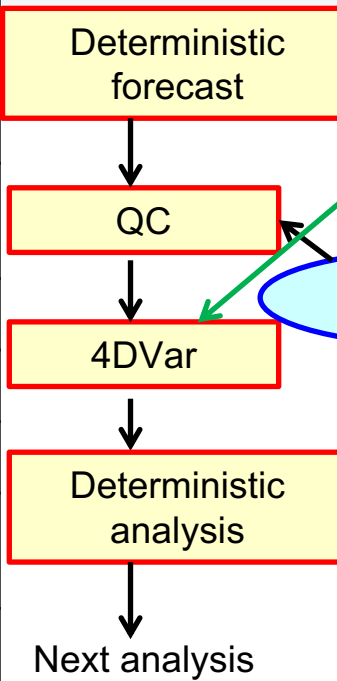 Deterministic
forecast
QC
4DVar
Deterministic
analysis
Next analysis